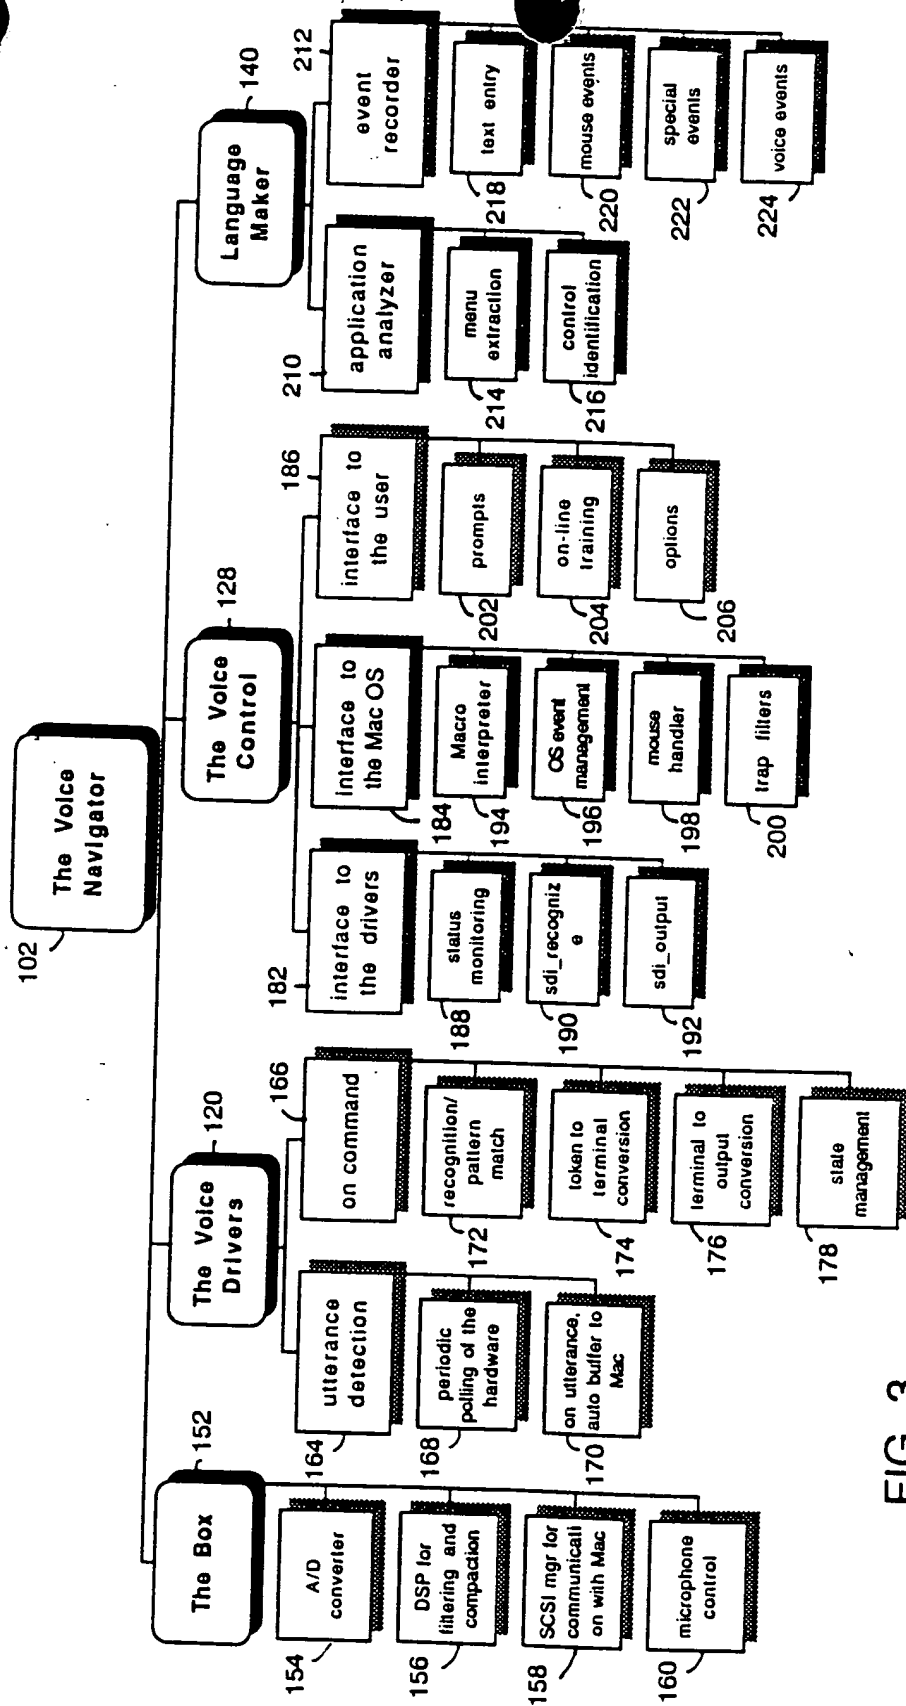 102
The Voice
Navigator
The Box
152
154
A/D
converter
156
DSP for
filtering and
compaction
158
SCSI mgr for
communicati
on with Mac
160
microphone
control
The Voice
Drivers
120
164
utterance
detection
168
periodic
polling of the
hardware
170
on utterance,
auto buffer to
Mac
166
on command
172
recognition/
pattern
match
174
token to
terminal
conversion
176
terminal to
output
conversion
178
state
management
The Voice
Control
128
182
interface to
the drivers
188
status
monitoring
190
sdi_recogniz
e
192
sdi_output
184
interface to
the Mac OS
194
Macro
interpreter
196
OS event
management
198
mouse
handler
200
trap filters
186
interface to
the user
202
prompts
204
on-line
training
206
options
Language
Maker
140
210
application
analyzer
214
menu
extraction
216
control
identification
212
event
recorder
218
text entry
220
mouse events
222
special
events
224
voice events
FIG. 3